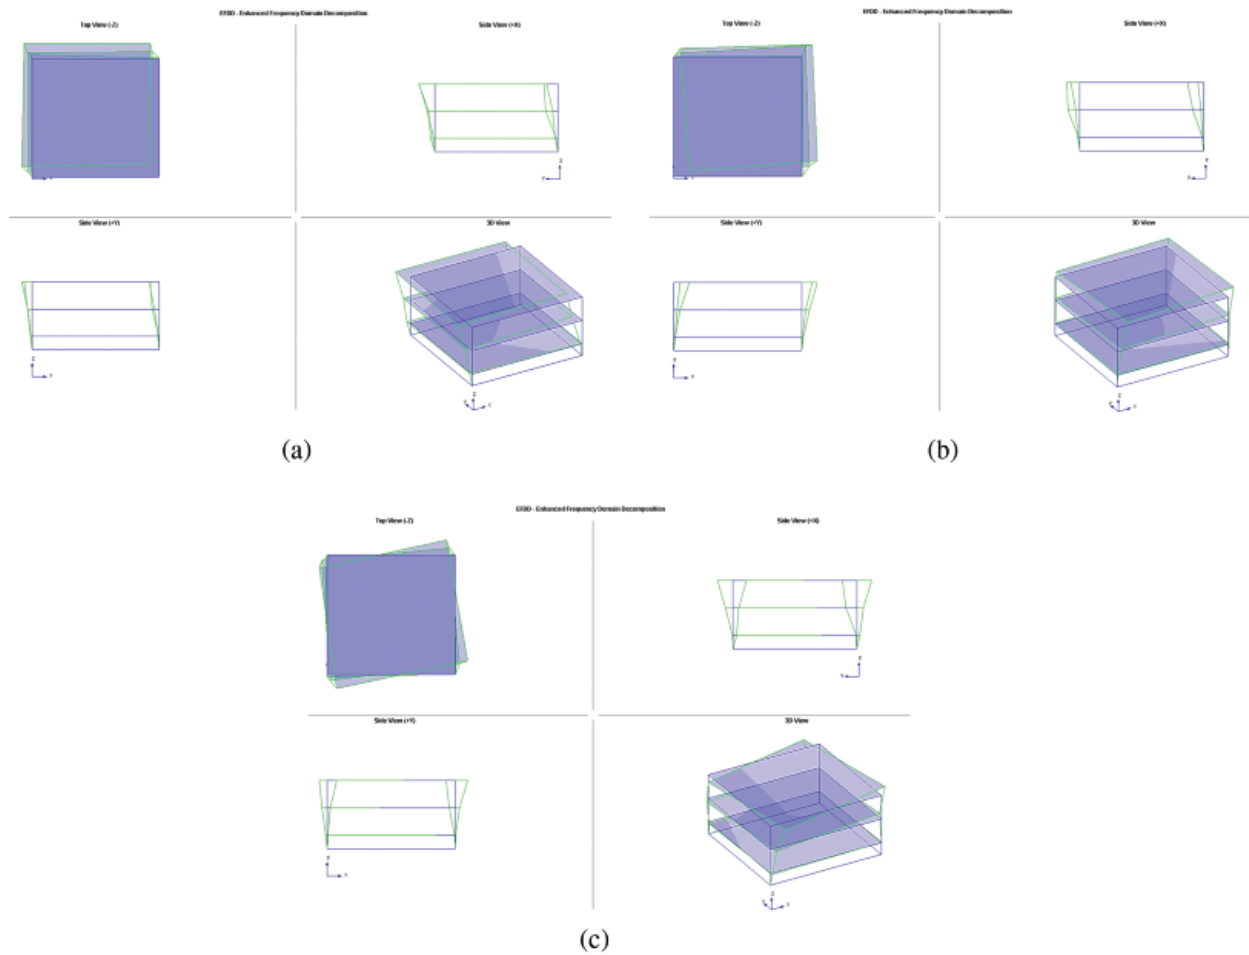 EFDD - Enhanced Frequency Domain Decomposition
Top View (-Z)
Side View (+X)
Side View (+Y)
3D View
(a)
EFDD - Enhanced Frequency Domain Decomposition
Top View (-Z)
Side View (+X)
Side View (+Y)
3D View
(b)
EFDD - Enhanced Frequency Domain Decomposition
Top View (-Z)
Side View (+X)
Side View (+Y)
3D View
(c)